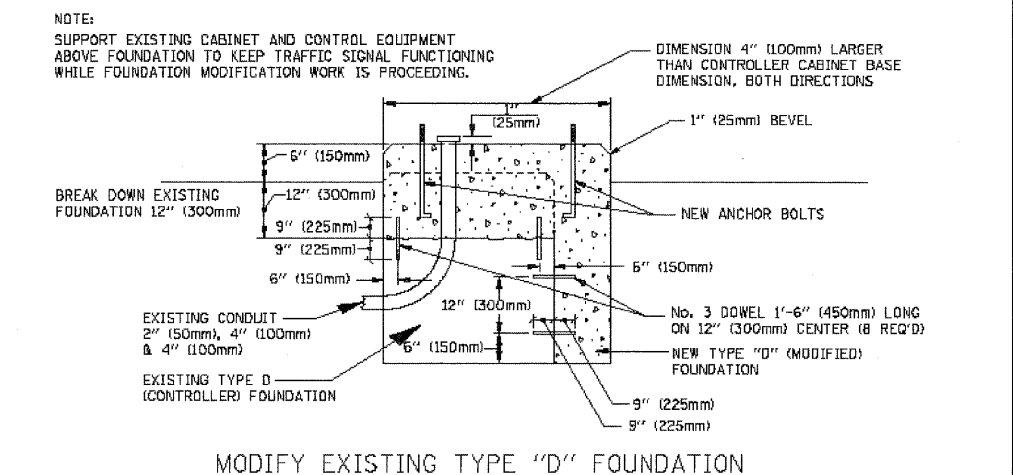 NOTE:
SUPPORT EXISTING CABINET AND CONTROL EQUIPMENT
ABOVE FOUNDATION TO KEEP TRAFFIC SIGNAL FUNCTIONING
WHILE FOUNDATION MODIFICATION WORK IS PROCEEDING.
DIMENSION 4" (100mm) LARGER
THAN CONTROLLER CABINET BASE
DIMENSION, BOTH DIRECTIONS
1"
(25mm)
1" (25mm) BEVEL
6" (150mm)
BREAK DOWN EXISTING
FOUNDATION 12" (300mm)
12" (300mm)
9" (225mm)
9" (225mm)
6" (150mm)
NEW ANCHOR BOLTS
6" (150mm)
12" (300mm)
6" (150mm)
EXISTING CONDUIT
2" (50mm), 4" (100mm)
& 4" (100mm)
EXISTING TYPE D
(CONTROLLER) FOUNDATION
No. 3 DOWEL 1'-6" (450mm) LONG
ON 12" (300mm) CENTER (8 REQ'D)
NEW TYPE "D" (MODIFIED)
FOUNDATION
9" (225mm)
9" (225mm)
MODIFY EXISTING TYPE "D" FOUNDATION